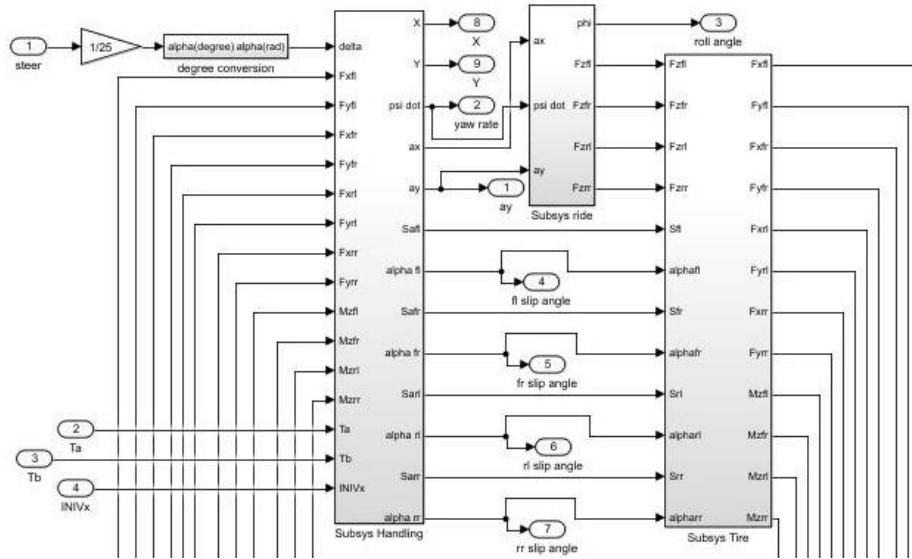 1
steer
1/25
alpha(degree) alpha(rad)
degree conversion
delta
Fxfl
Fyfl
Fxfr
Fyfr
Fxrl
Fyrl
Fxrr
Fyrr
Mzfl
Mzfr
Mzrl
Mzrr
Ta
Tb
INIVx
2
Ta
3
Tb
4
INIVx
X
Y
psi dot
ax
ay
Safl
alpha fl
Safr
alpha fr
Sarl
alpha rl
Sarr
alpha rr
Subsys Handling
8
X
9
Y
2
yaw rate
1
ay
ax
psi dot
ay
phi
Fzfl
Fzfr
Fzrl
Fzrr
Subsys ride
3
roll angle
4
fl slip angle
5
fr slip angle
6
rl slip angle
7
rr slip angle
Fzfl
Fzfr
Fzrl
Fzrr
Sfl
alphafl
Sfr
alphafr
Srl
alpharl
Srr
alpharr
Fxfl
Fyfl
Fxfr
Fyfr
Fxrl
Fyrl
Fxrr
Fyrr
Mzfl
Mzfr
Mzrl
Mzrr
Subsys Tire